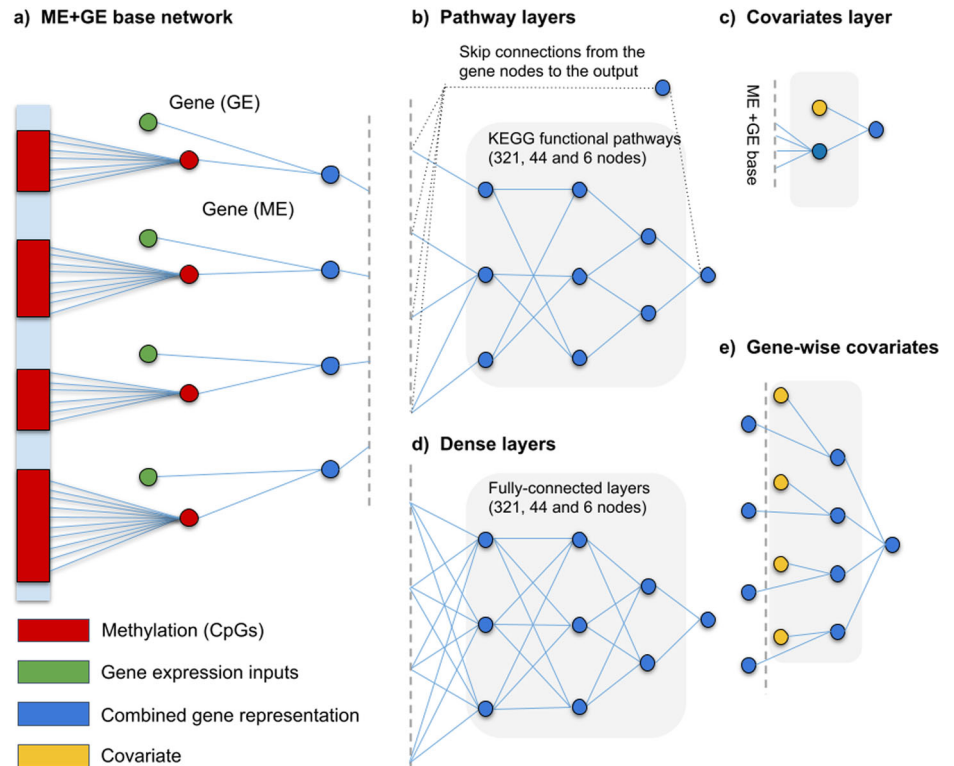 a) ME+GE base network
Gene (GE)
Gene (ME)
Methylation (CpGs)
Gene expression inputs
Combined gene representation
Covariate
b) Pathway layers
Skip connections from the
gene nodes to the output
KEGG functional pathways
(321, 44 and 6 nodes)
c) Covariates layer
ME +GE base
d) Dense layers
Fully-connected layers
(321, 44 and 6 nodes)
e) Gene-wise covariates